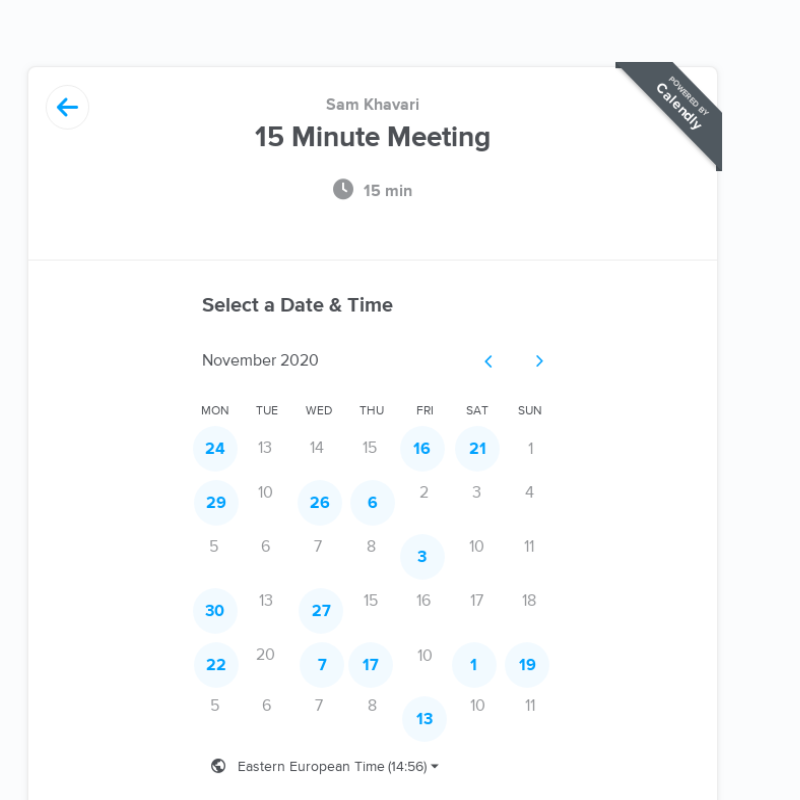 POWERED BY
Calendly
Sam Khavari
15 Minute Meeting
15 min
Select a Date & Time
November 2020
MON TUE WED THU FRI SAT SUN
24 13 14 15 16 21 1
29 10 26 6 2 3 4
5 6 7 8 3 10 11
30 13 27 15 16 17 18
22 20 7 17 10 1 19
5 6 7 8 13 10 11
Eastern European Time (14:56)